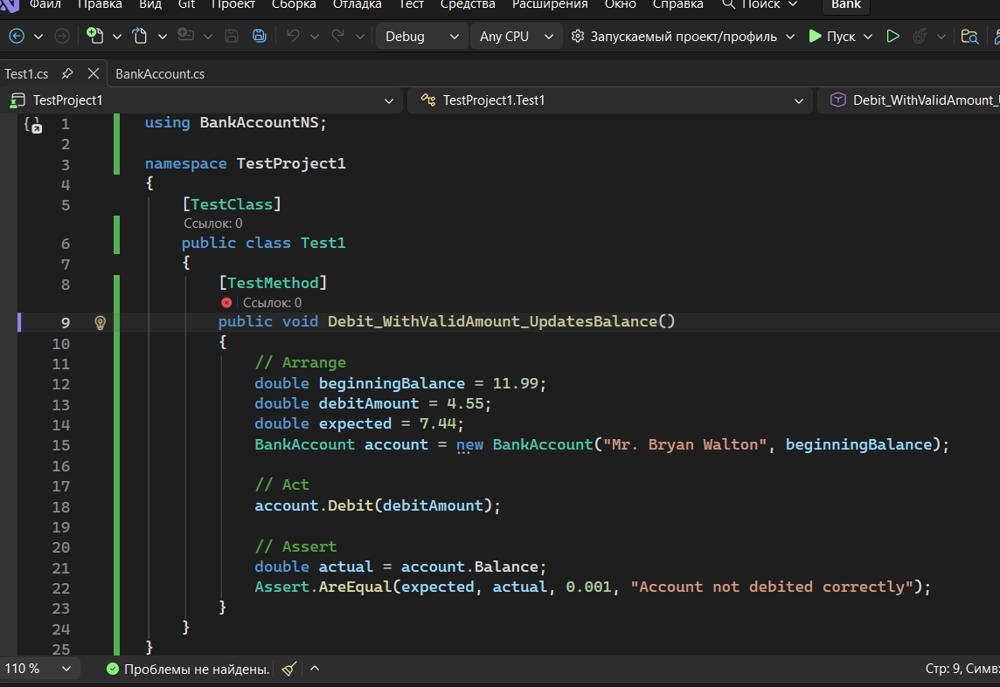 Файл Правка Вид Git Проект Сборка Отладка Тест Средства Расширения Окно Справка Поиск Bank
Debug Any CPU Запускаемый проект/профиль Пуск
Test1.cs BankAccount.cs
TestProject1 TestProject1.Test1 Debit_WithValidAmount_
1 using BankAccountNS;
2
3 namespace TestProject1
4 {
5 [TestClass]
Ссылок: 0
6 public class Test1
7 {
8 [TestMethod]
Ссылок: 0
9 public void Debit_WithValidAmount_UpdatesBalance()
10 {
11 // Arrange
12 double beginningBalance = 11.99;
13 double debitAmount = 4.55;
14 double expected = 7.44;
15 BankAccount account = new BankAccount("Mr. Bryan Walton", beginningBalance);
16
17 // Act
18 account.Debit(debitAmount);
19
20 // Assert
21 double actual = account.Balance;
22 Assert.AreEqual(expected, actual, 0.001, "Account not debited correctly");
23 }
24 }
25 }
110 % Проблемы не найдены. Стр: 9, Симв: